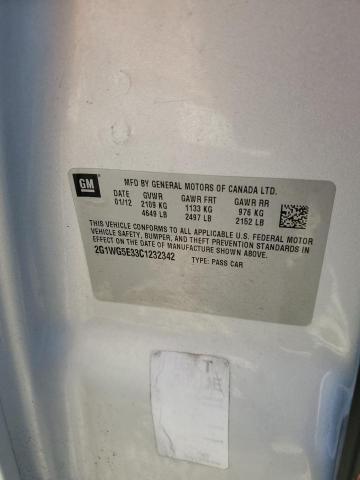 GM
MFD BY GENERAL MOTORS OF CANADA LTD.
DATE GVWR GAWR FRT GAWR RR
01/12 2109 KG 1133 KG 976 KG
4649 LB 2497 LB 2152 LB
THIS VEHICLE CONFORMS TO ALL APPLICABLE U.S. FEDERAL MOTOR
VEHICLE SAFETY, BUMPER, AND THEFT PREVENTION STANDARDS IN
EFFECT ON THE DATE OF MANUFACTURE SHOWN ABOVE.
2G1WG5E33C1232342
TYPE: PASS CAR